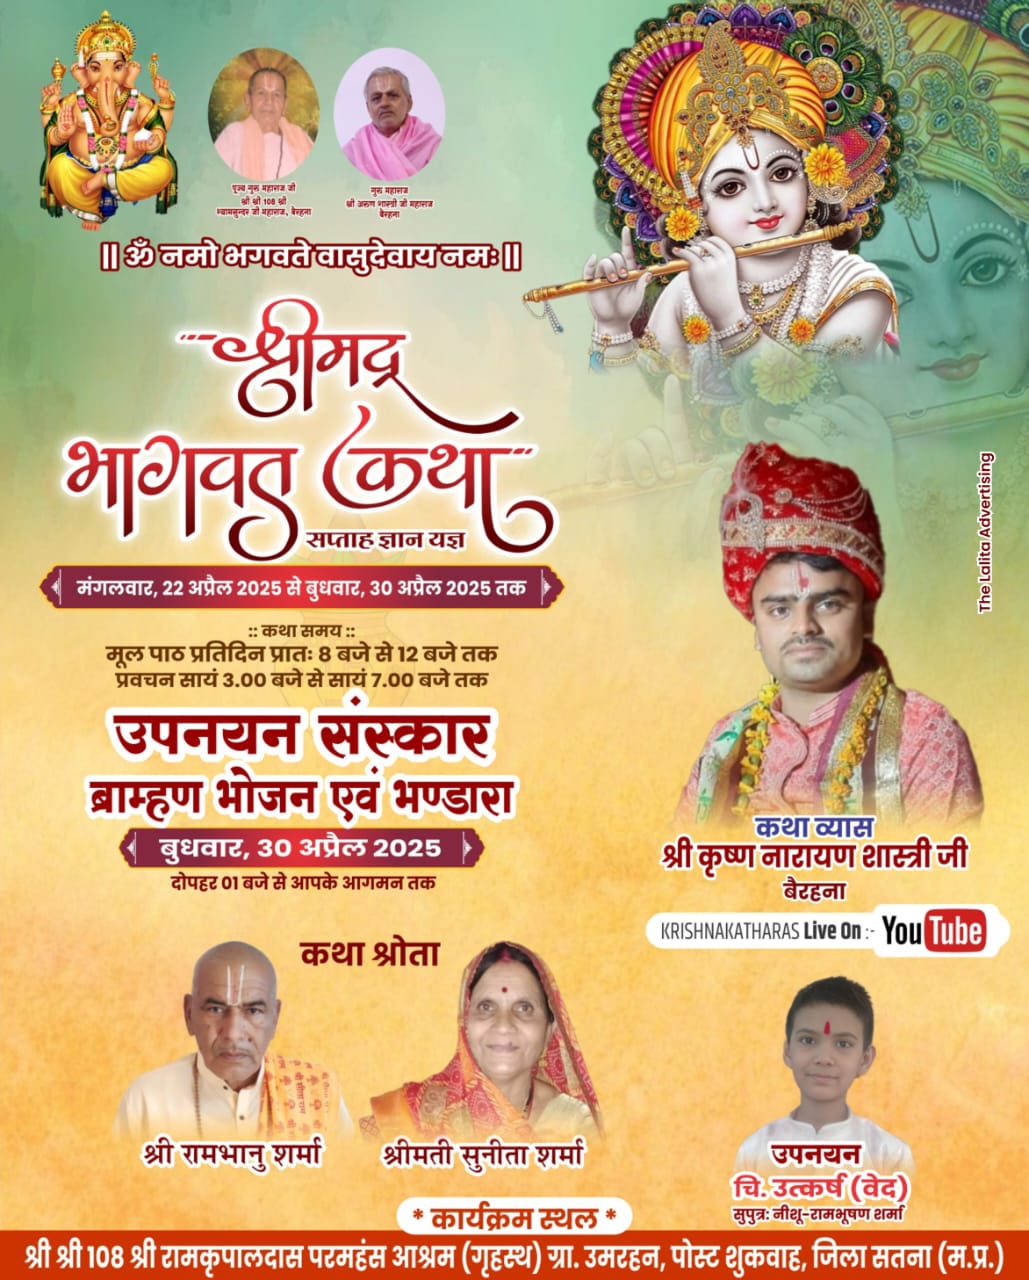 पूज्य गुरु महाराज जी
श्री श्री 108 श्री
श्यामसुन्दर जी महाराज, बैरहना
गुरु महाराज
श्री अरुण शास्त्री जी महाराज
बैरहना
|| ॐ नमो भगवते वासुदेवाय नमः ||
श्रीमद्र
भागवत कथा
सप्ताह ज्ञान यज्ञ
मंगलवार, 22 अप्रैल 2025 से बुधवार, 30 अप्रैल 2025 तक
:: कथा समय ::
मूल पाठ प्रतिदिन प्रातः 8 बजे से 12 बजे तक
प्रवचन सायं 3.00 बजे से सायं 7.00 बजे तक
उपनयन संस्कार
ब्राम्हण भोजन एवं भण्डारा
बुधवार, 30 अप्रैल 2025
दोपहर 01 बजे से आपके आगमन तक
The Lalita Advertising
कथा व्यास
श्री कृष्ण नारायण शास्त्री जी
बैरहना
KRISHNAKATHARAS Live On :- YouTube
कथा श्रोता
श्री रामभानु शर्मा
श्रीमती सुनीता शर्मा
उपनयन
चि. उत्कर्ष (वेद)
सुपुत्र: नीशू-रामभूषण शर्मा
* कार्यक्रम स्थल *
श्री श्री 108 श्री रामकृपालदास परमहंस आश्रम (गृहस्थ) ग्रा. उमरहन, पोस्ट शुकवाह, जिला सतना (म.प्र.)